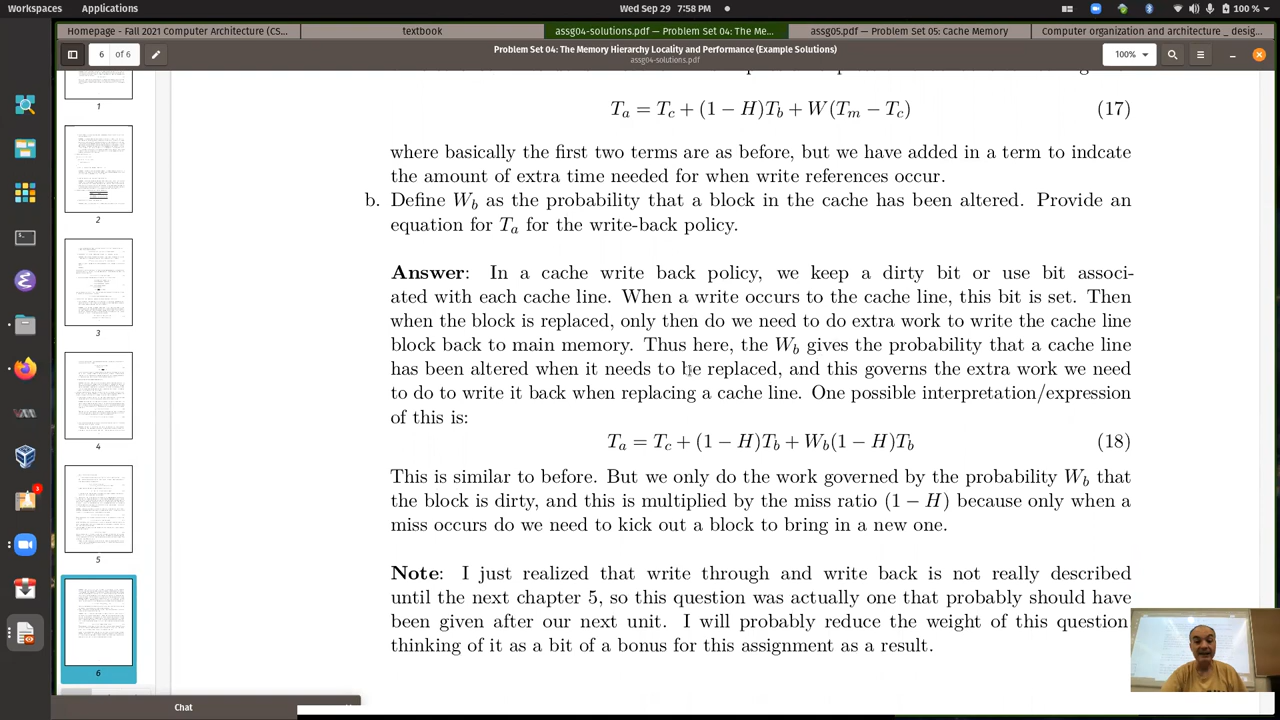 Workspaces Applications
Wed Sep 29 7:58 PM
100 %
Homepage - Fall 2021 Computer Architecture (CS...
textbook
assg04-solutions.pdf — Problem Set 04: The Me...
assg05.pdf — Problem Set 05: Cache Memory
Computer organization and architecture _ desig...
6 of 6
Problem Set 04: The Memory Hierarchy Locality and Performance (Example Solutions)
assg04-solutions.pdf
100%
1
2
3
4
5
6
T_a = T_c + (1 − H)T_b + W(T_m − T_c) (17)
where we retain the first two terms as before, but we have added a term to indcate
the amount of extra time needed for when write references occur.
b. Define W_b as the probability that a block in the cache has been altered. Provide an
equation for T_a for the write-back policy.
Answer: In a cache write back policy, we keep a dirty bit or use bit associ-
ated with each cache line. When a write occurs to the cache line, this bit is set. Then
when the block is replaced, only then do we need to do extra work to write the cache line
block back to main memory. Thus here, the W_b gives the probability that a cache line
has been altered when it needs to be replaced, and this governs the extra work we need
to do to write it back before replacing a cache line. One possible interpretation/expression
of this is
T_a = T_c + (1 − H)T_b + W_b(1 − H)T_b (18)
This is similar to before. But we only do the work governed by the probability W_b that
the block is dirty, and this is multiplied by the miss ratio (1 − H) because only when a
miss occurs do we need to kick out a block to bring in a new one.
Note: I just realized that write through and write back is not really described
until the next chapter 5, so this question was really one that probably should have
been given after our next unit. I will probably reduce the weight of this question,
thinking of it as a bit of a bonus for this assignment as a result.
Chat